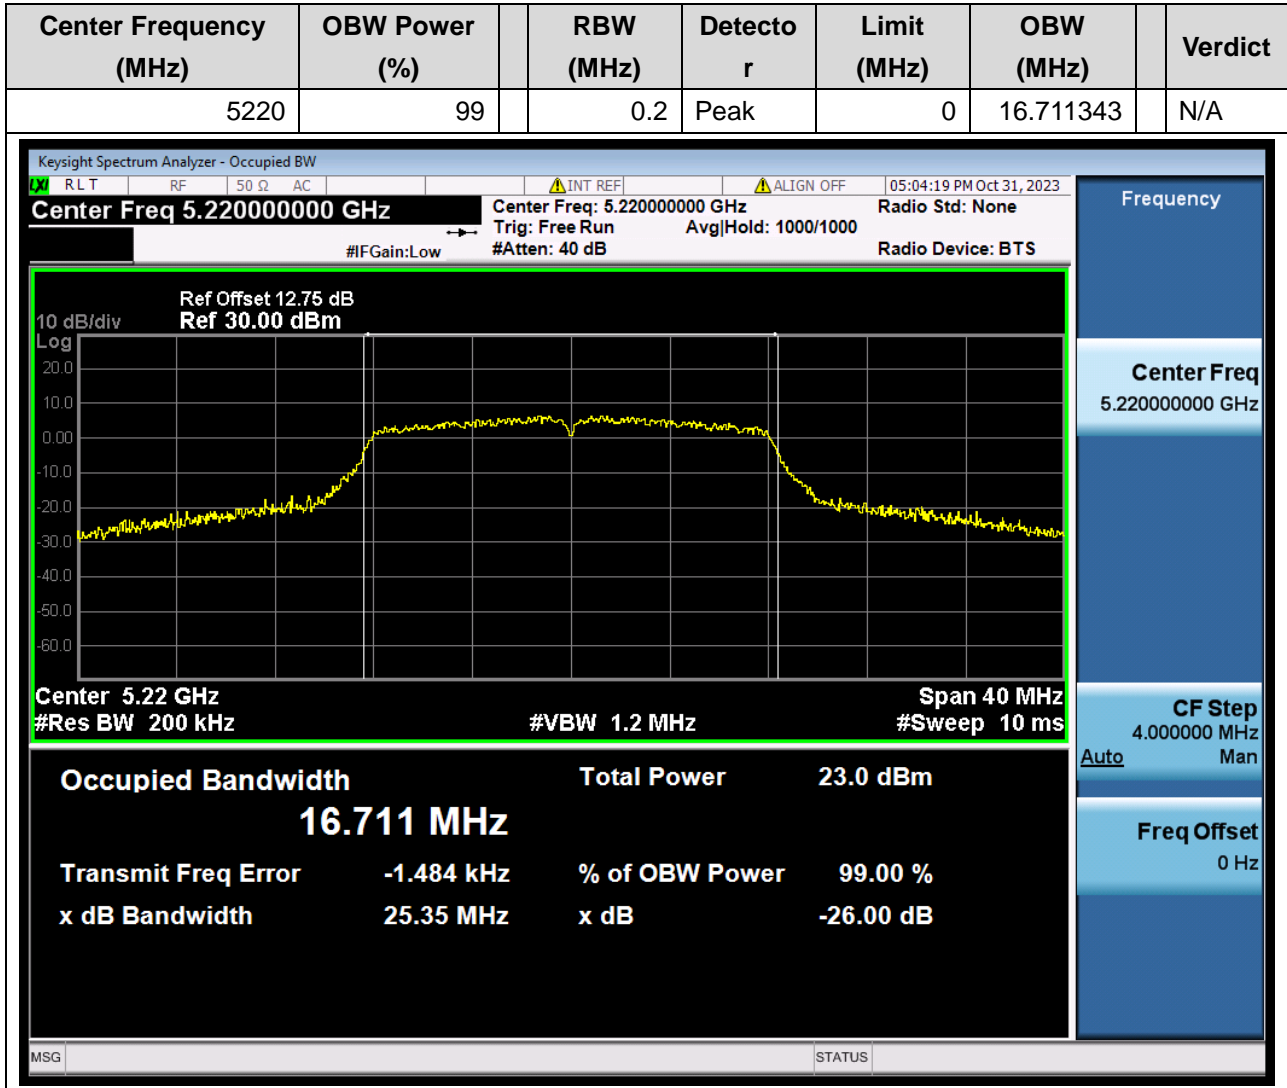 Center Frequency (MHz) OBW Power (%) RBW (MHz) Detector Limit (MHz) OBW (MHz) Verdict
5220 99 0.2 Peak 0 16.711343 N/A
Keysight Spectrum Analyzer - Occupied BW
LXI RLT RF 50 Ω AC INT REF ALIGN OFF 05:04:19 PM Oct 31, 2023
Center Freq 5.220000000 GHz
Center Freq: 5.220000000 GHz
Radio Std: None
Trig: Free Run Avg|Hold: 1000/1000
#IFGain:Low
#Atten: 40 dB
Radio Device: BTS
Ref Offset 12.75 dB
10 dB/div Ref 30.00 dBm
Log
20.0
10.0
0.00
-10.0
-20.0
-30.0
-40.0
-50.0
-60.0
Center 5.22 GHz Span 40 MHz
#Res BW 200 kHz #VBW 1.2 MHz #Sweep 10 ms
Occupied Bandwidth Total Power 23.0 dBm
16.711 MHz
Transmit Freq Error -1.484 kHz % of OBW Power 99.00 %
x dB Bandwidth 25.35 MHz x dB -26.00 dB
MSG STATUS
Frequency
Center Freq
5.220000000 GHz
CF Step
4.000000 MHz
Auto Man
Freq Offset
0 Hz